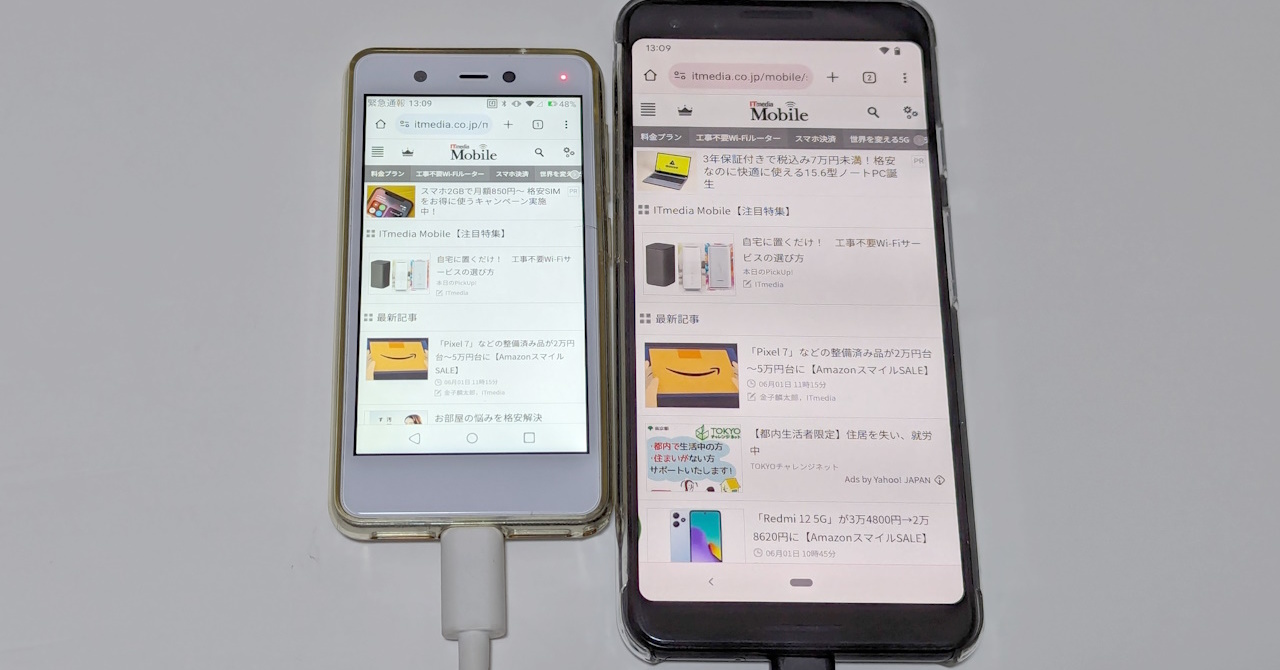 緊急通報 13:09
48%
itmedia.co.jp/m
1
ITmedia
Mobile
料金プラン 工事不要Wi-Fiルーター スマホ決済 世界を変え
スマホ2GBで月額850円〜 格安SIM
をお得に使うキャンペーン実施
中!
PR
ITmedia Mobile【注目特集】
自宅に置くだけ! 工事不要Wi-Fiサ
ービスの選び方
本日のPickUp!
ITmedia
最新記事
「Pixel 7」などの整備済み品が2万円
台〜5万円台に【Amazonスマイル
SALE】
06月01日 11時15分
金子麟太郎,ITmedia
お部屋の悩みを格安解決
13:09
itmedia.co.jp/mobile/
2
ITmedia
Mobile
料金プラン 工事不要Wi-Fiルーター スマホ決済 世界を変える5G
3年保証付きで税込み7万円未満!格安
なのに快適に使える15.6型ノートPC誕
生
PR
ITmedia Mobile【注目特集】
自宅に置くだけ! 工事不要Wi-Fiサー
ビスの選び方
本日のPickUp!
ITmedia
最新記事
「Pixel 7」などの整備済み品が2万円台
〜5万円台に【AmazonスマイルSALE】
06月01日 11時15分
金子麟太郎,ITmedia
TOKYO
チャレンジネット
・都内で生活中の方
・住まいがない方
サポートいたします!
【都内生活者限定】住居を失い、就労
中
TOKYOチャレンジネット
Ads by Yahoo! JAPAN
「Redmi 12 5G」が3万4800円→2万
8620円に【AmazonスマイルSALE】
06月01日 10時45分